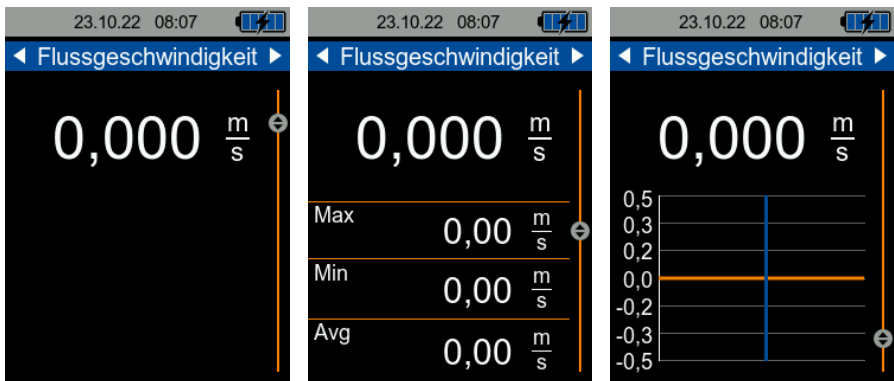 23.10.22 08:07
Flussgeschwindigkeit
0,000 m/s
23.10.22 08:07
Flussgeschwindigkeit
0,000 m/s
Max
0,00 m/s
Min
0,00 m/s
Avg
0,00 m/s
23.10.22 08:07
Flussgeschwindigkeit
0,000 m/s
0,5
0,3
0,2
0,0
-0,2
-0,3
-0,5